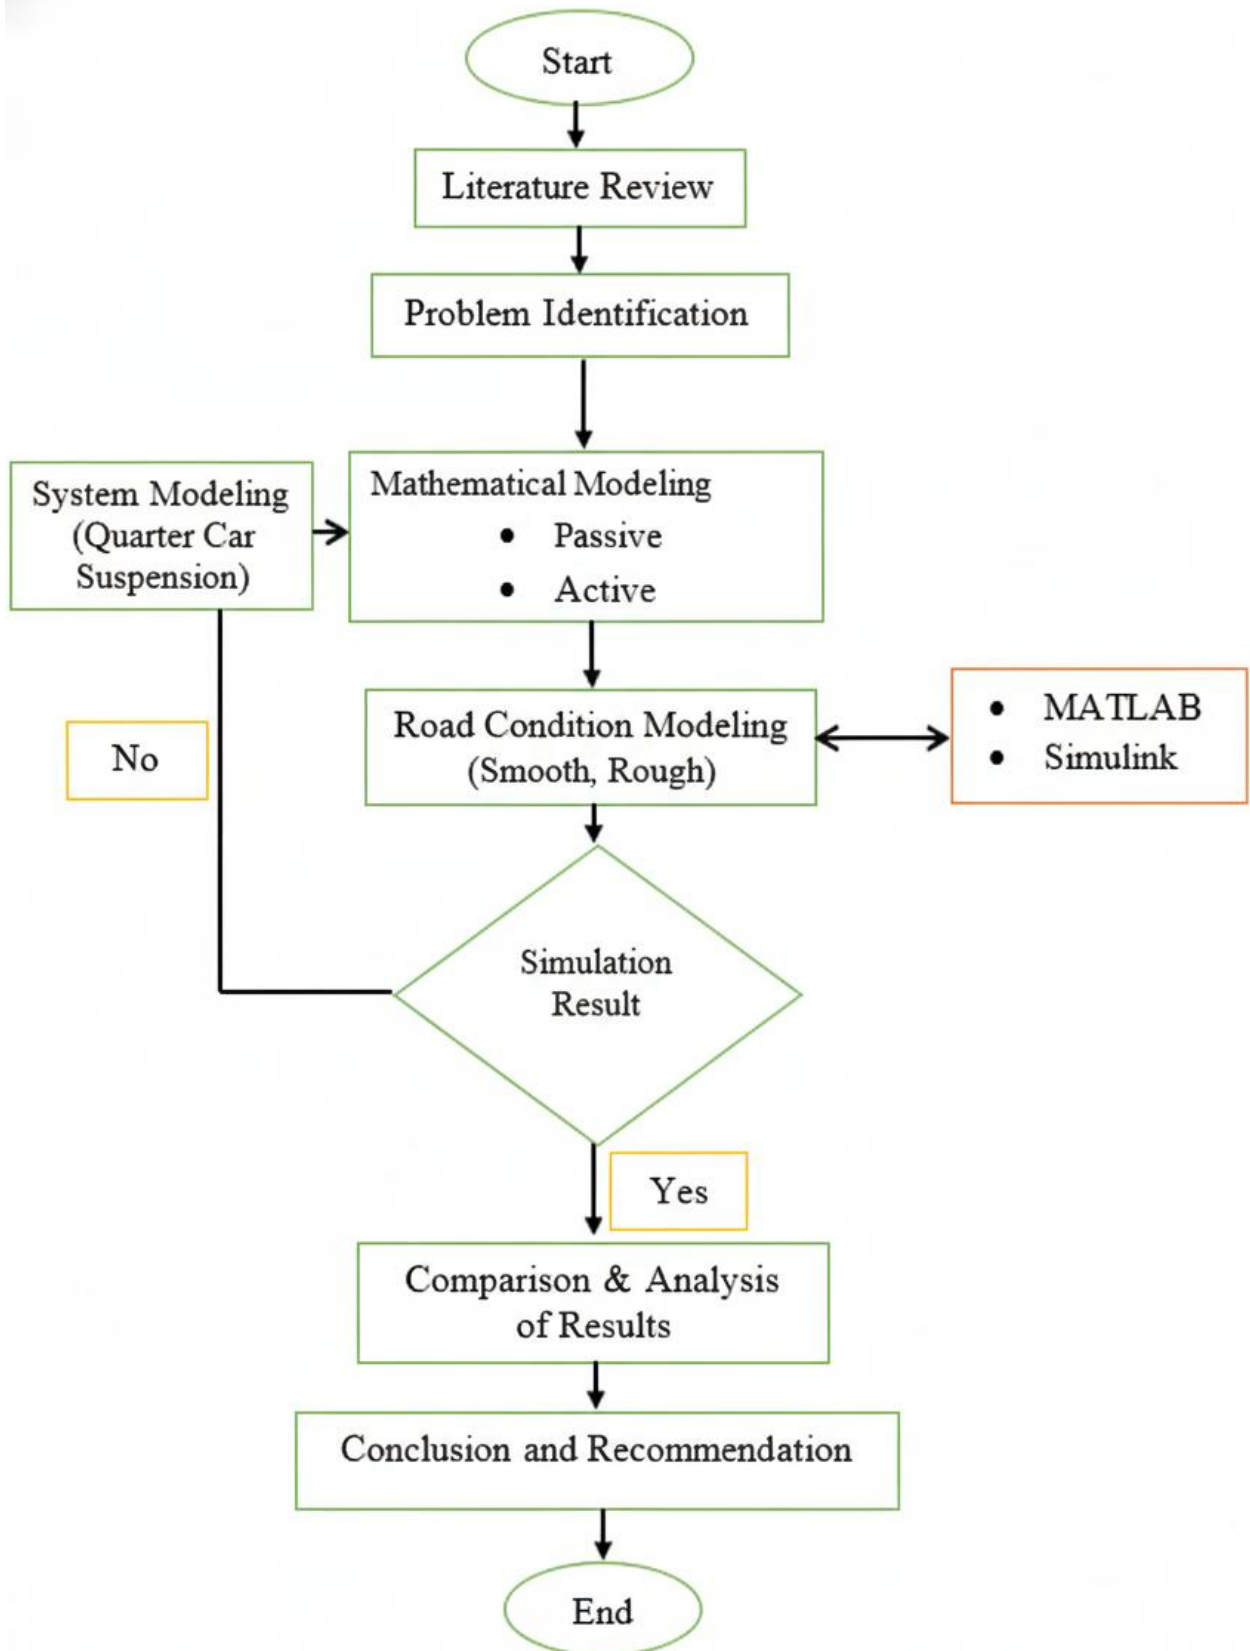 Start
Literature Review
Problem Identification
System Modeling
(Quarter Car
Suspension)
Mathematical Modeling
• Passive
• Active
Road Condition Modeling
(Smooth, Rough)
• MATLAB
• Simulink
No
Simulation
Result
Yes
Comparison & Analysis
of Results
Conclusion and Recommendation
End